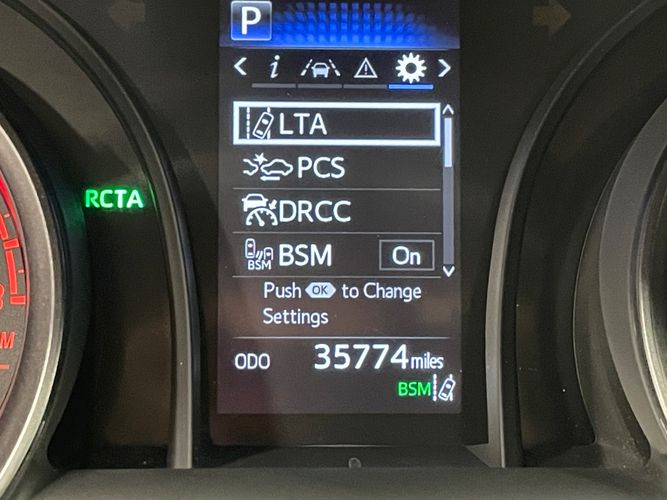 P
i
LTA
RCTA
PCS
DRCC
BSM
BSM On
Push OK to Change
Settings
M
ODO 35774 miles
BSM